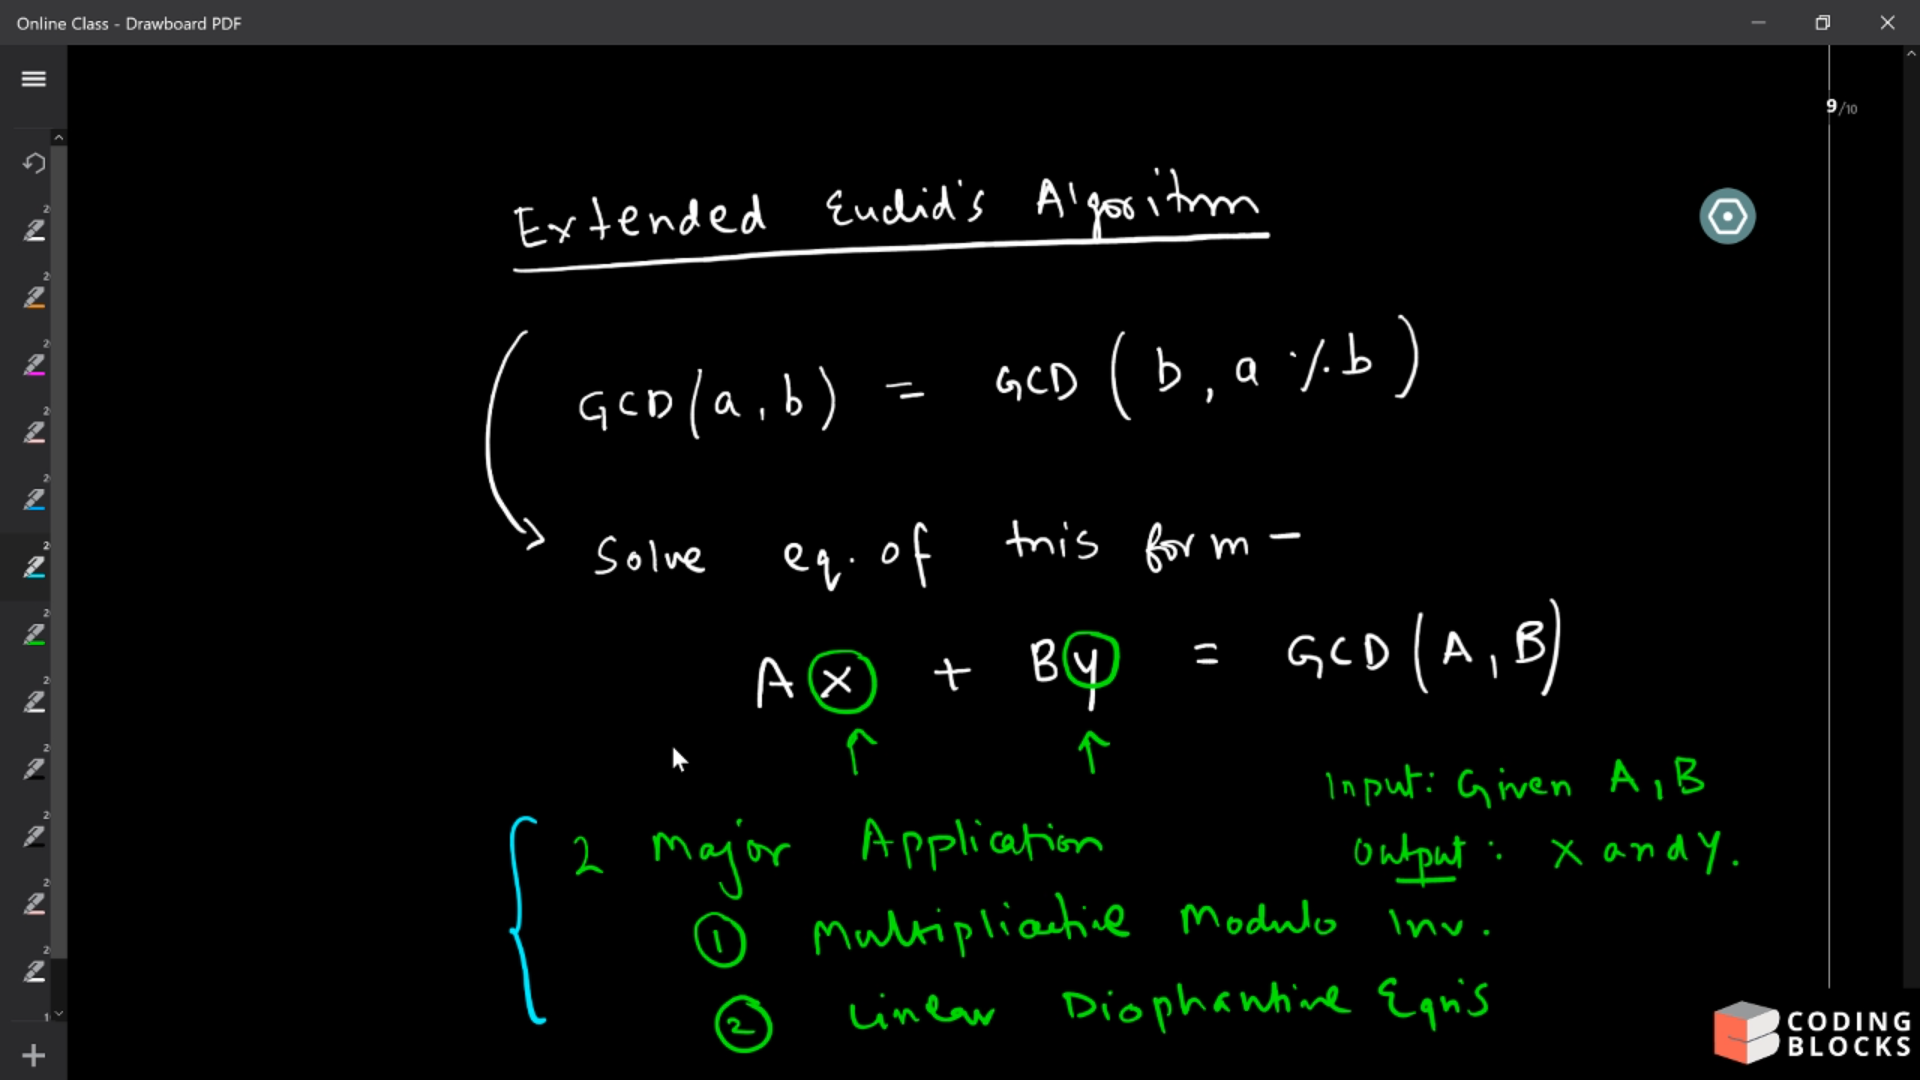 Online Class - Drawboard PDF
9/10
Extended Euclid's Algorithm
GCD(a, b) = GCD(b, a % b)
Solve eq. of this form -
Ax + By = GCD(A, B)
Input: Given A, B
2 Major Application
Output: X and Y.
1 Multiplicative Modulo Inv.
2 Linear Diophantine Eqn's
CODING
BLOCKS